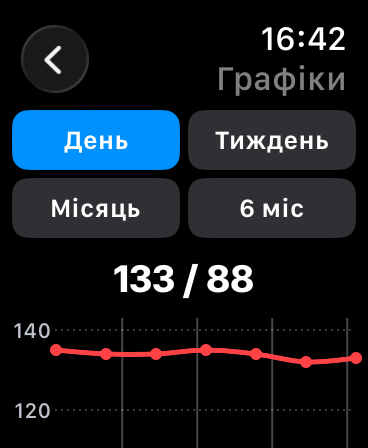 16:42
Графіки
День
Тиждень
Місяць
6 міс
133 / 88
140
120